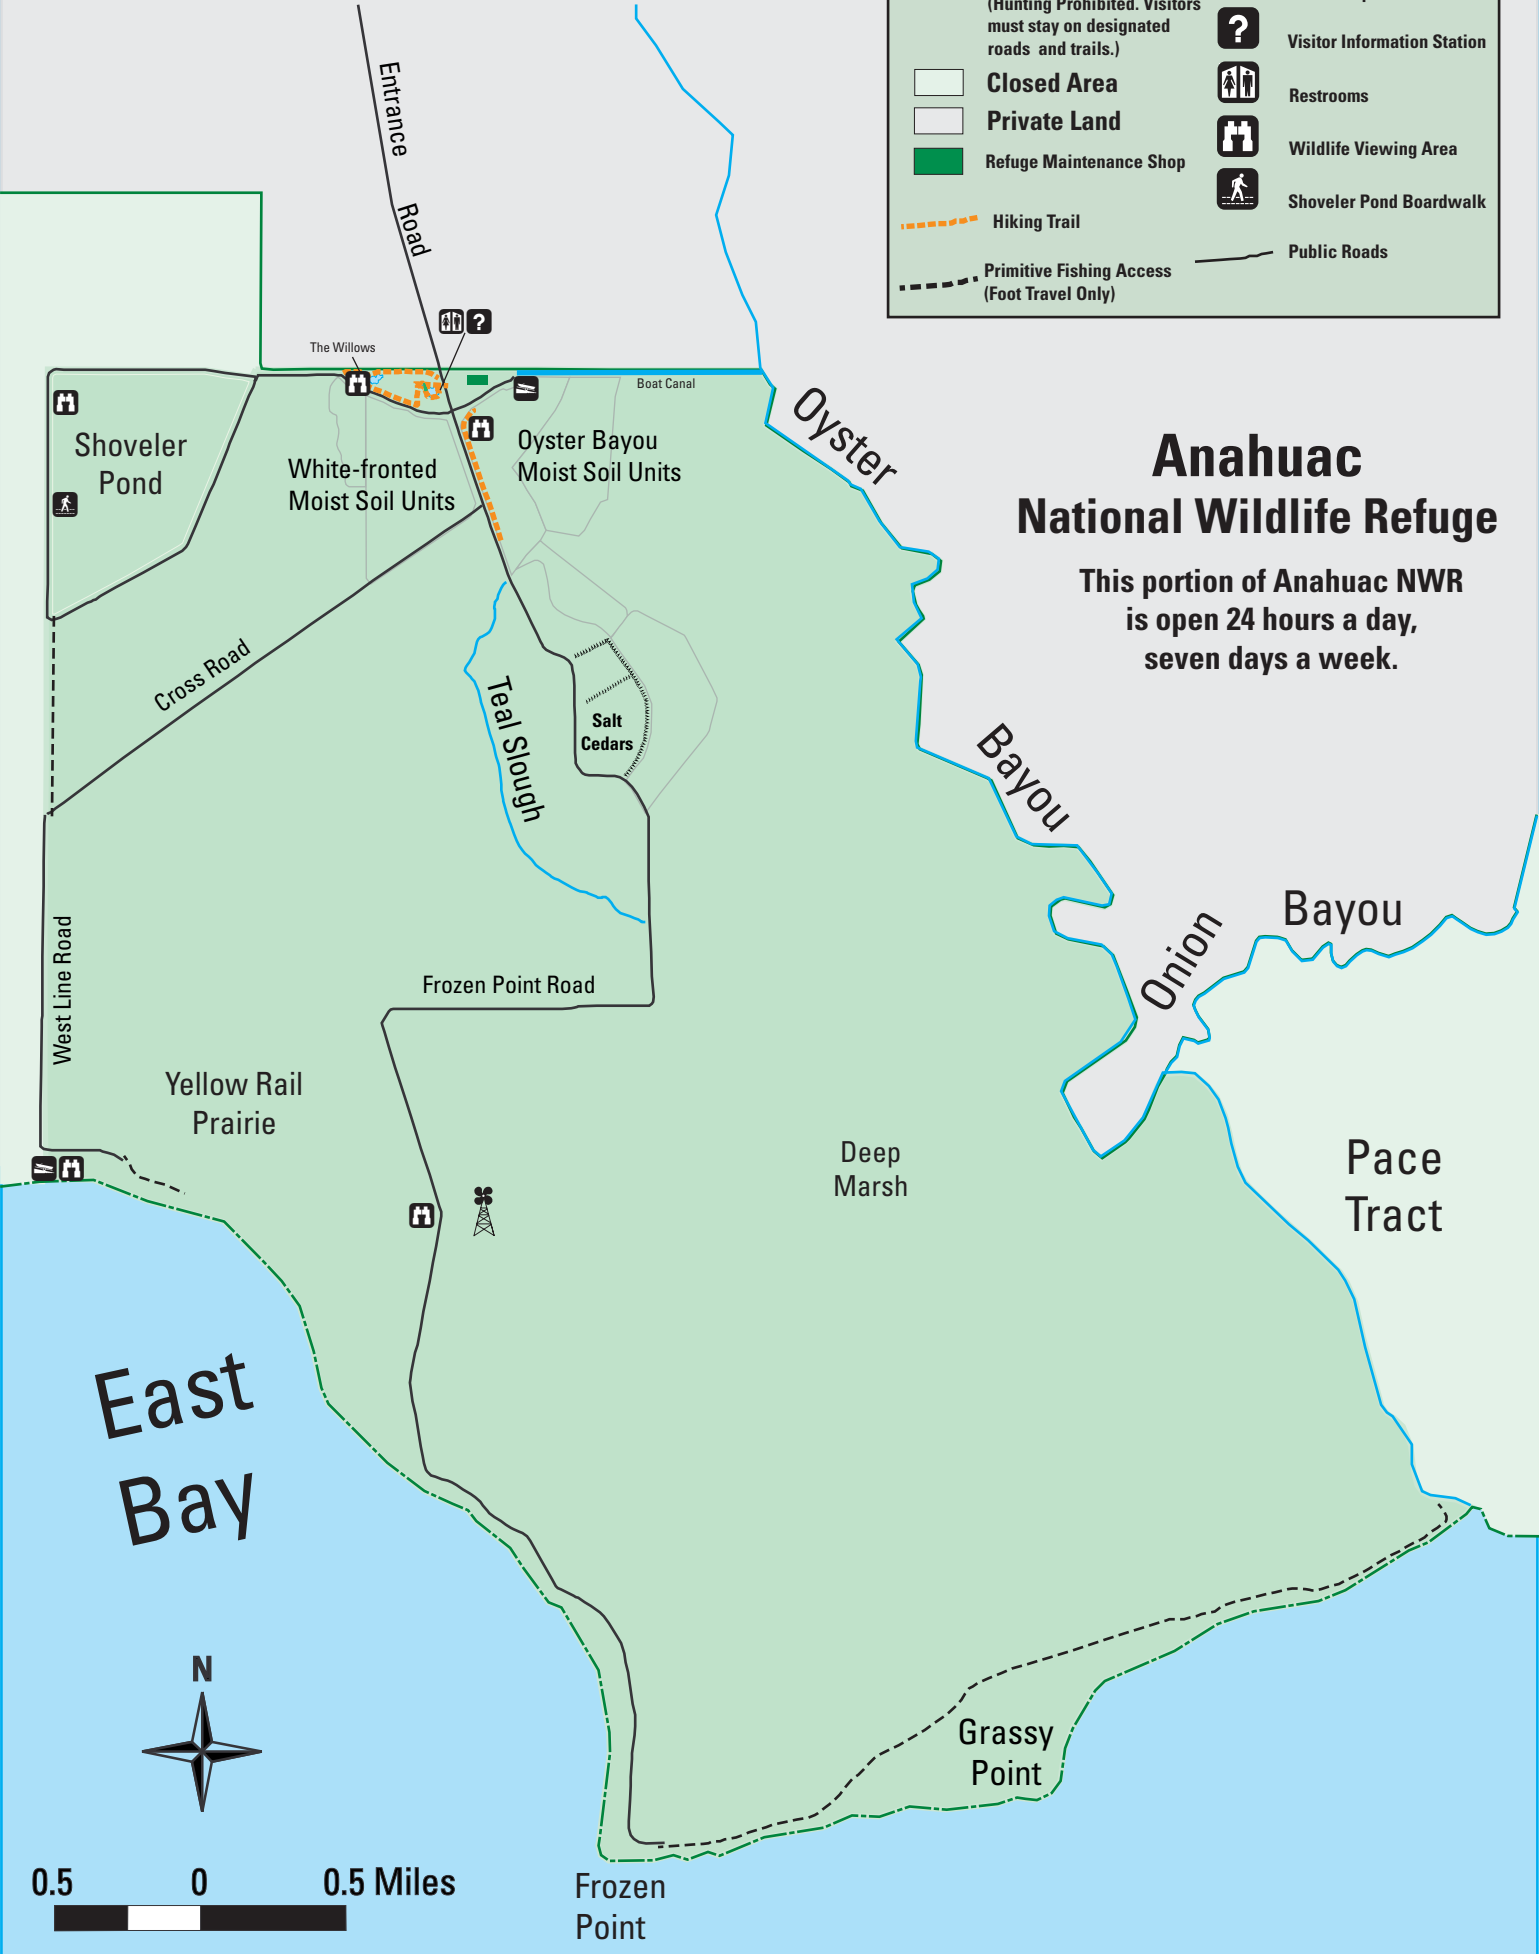 (Hunting Prohibited. Visitors
must stay on designated
roads and trails.)
Closed Area
Private Land
Refuge Maintenance Shop
Hiking Trail
Primitive Fishing Access
(Foot Travel Only)
?
Visitor Information Station
Restrooms
Wildlife Viewing Area
Shoveler Pond Boardwalk
Public Roads
Entrance
Road
?
The Willows
Boat Canal
Shoveler
Pond
White-fronted
Moist Soil Units
Oyster Bayou
Moist Soil Units
Oyster
Bayou
Anahuac
National Wildlife Refuge
This portion of Anahuac NWR
is open 24 hours a day,
seven days a week.
Cross Road
Teal Slough
Salt
Cedars
Onion
Bayou
West Line Road
Frozen Point Road
Yellow Rail
Prairie
Deep
Marsh
Pace
Tract
East
Bay
N
Grassy
Point
0.5 0 0.5 Miles
Frozen
Point